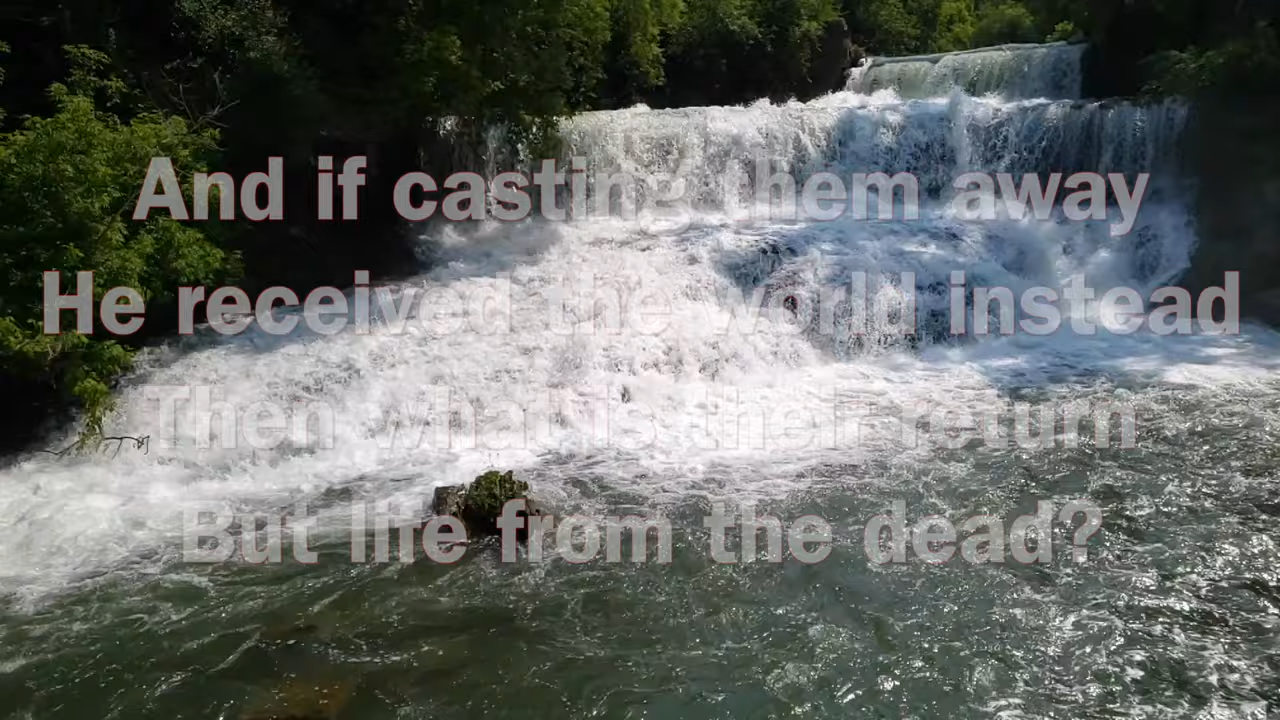 And if casting them away
He received the world instead
Then what is their return
But life from the dead?